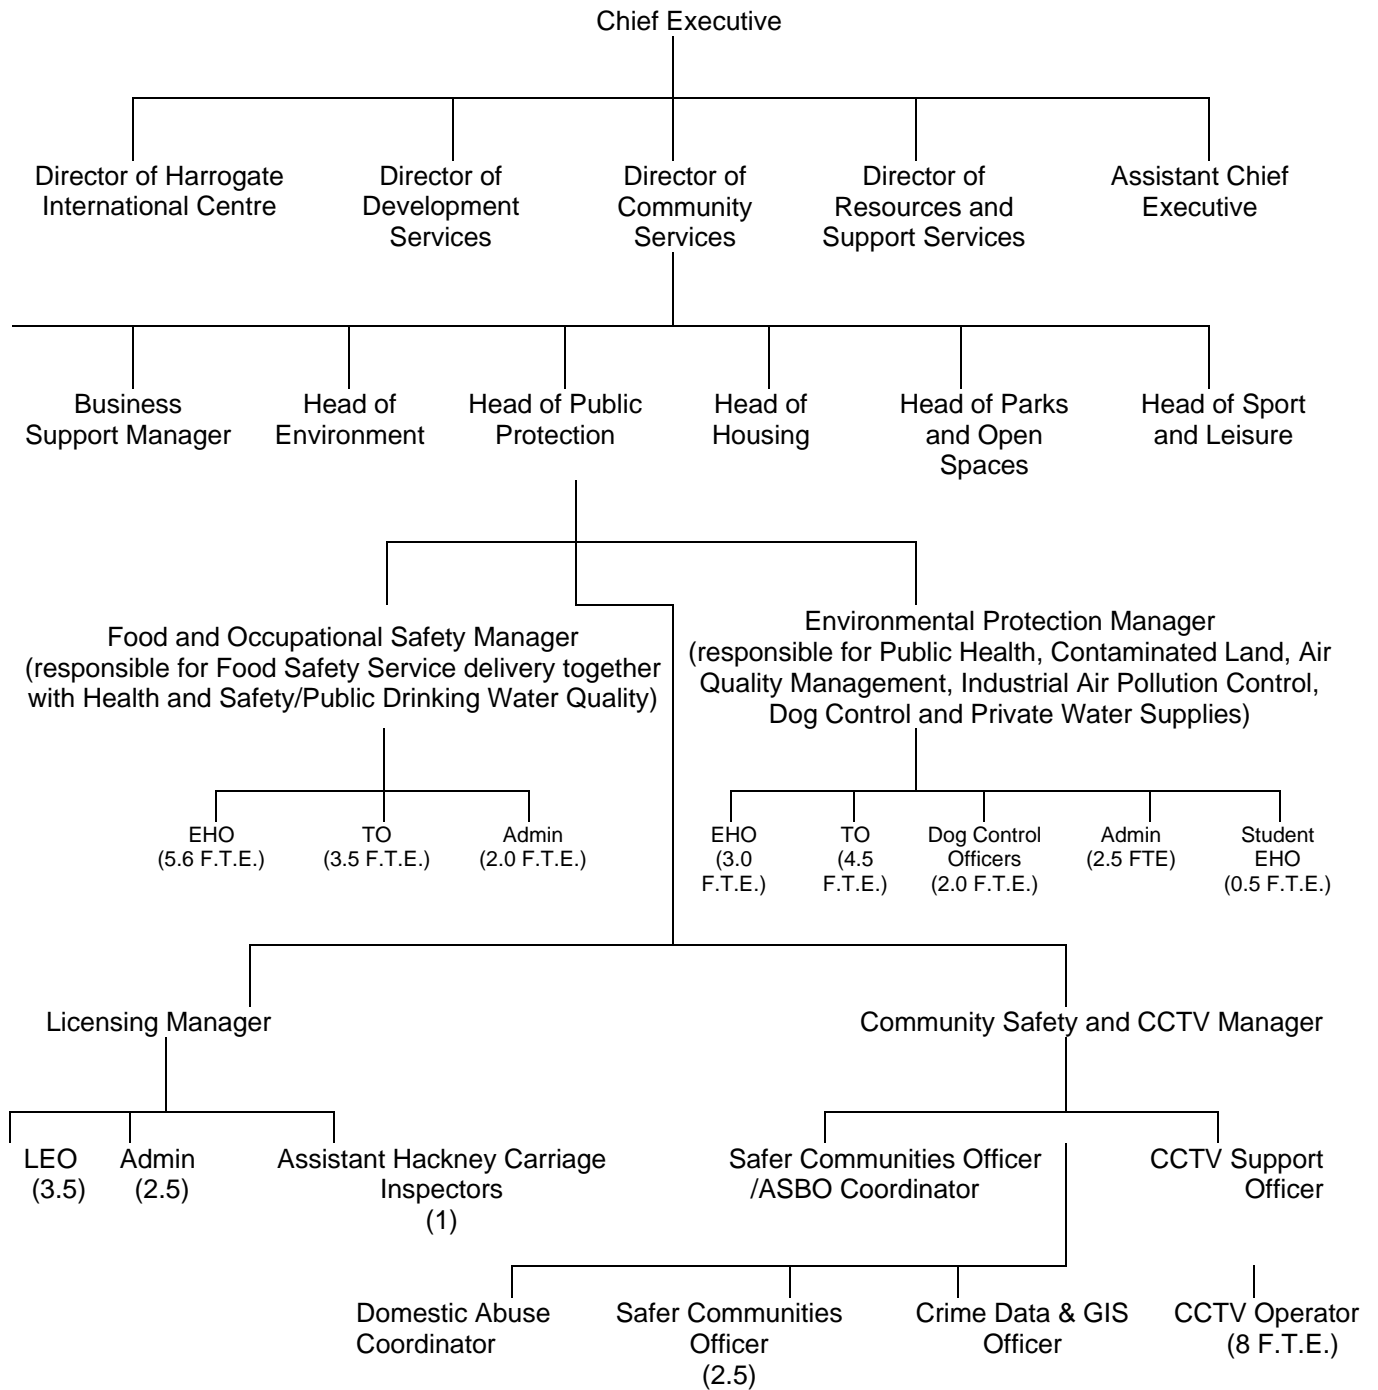 Chief Executive
Director of Harrogate
International Centre
Director of
Development
Services
Director of
Community
Services
Director of
Resources and
Support Services
Assistant Chief
Executive
Business
Support Manager
Head of
Environment
Head of Public
Protection
Head of
Housing
Head of Parks
and Open
Spaces
Head of Sport
and Leisure
Food and Occupational Safety Manager
(responsible for Food Safety Service delivery together
with Health and Safety/Public Drinking Water Quality)
Environmental Protection Manager
(responsible for Public Health, Contaminated Land, Air
Quality Management, Industrial Air Pollution Control,
Dog Control and Private Water Supplies)
EHO
(5.6 F.T.E.)
TO
(3.5 F.T.E.)
Admin
(2.0 F.T.E.)
EHO
(3.0
F.T.E.)
TO
(4.5
F.T.E.)
Dog Control
Officers
(2.0 F.T.E.)
Admin
(2.5 FTE)
Student
EHO
(0.5 F.T.E.)
Licensing Manager
Community Safety and CCTV Manager
LEO
(3.5)
Admin
(2.5)
Assistant Hackney Carriage
Inspectors
(1)
Safer Communities Officer
/ASBO Coordinator
CCTV Support
Officer
Domestic Abuse
Coordinator
Safer Communities
Officer
(2.5)
Crime Data & GIS
Officer
CCTV Operator
(8 F.T.E.)